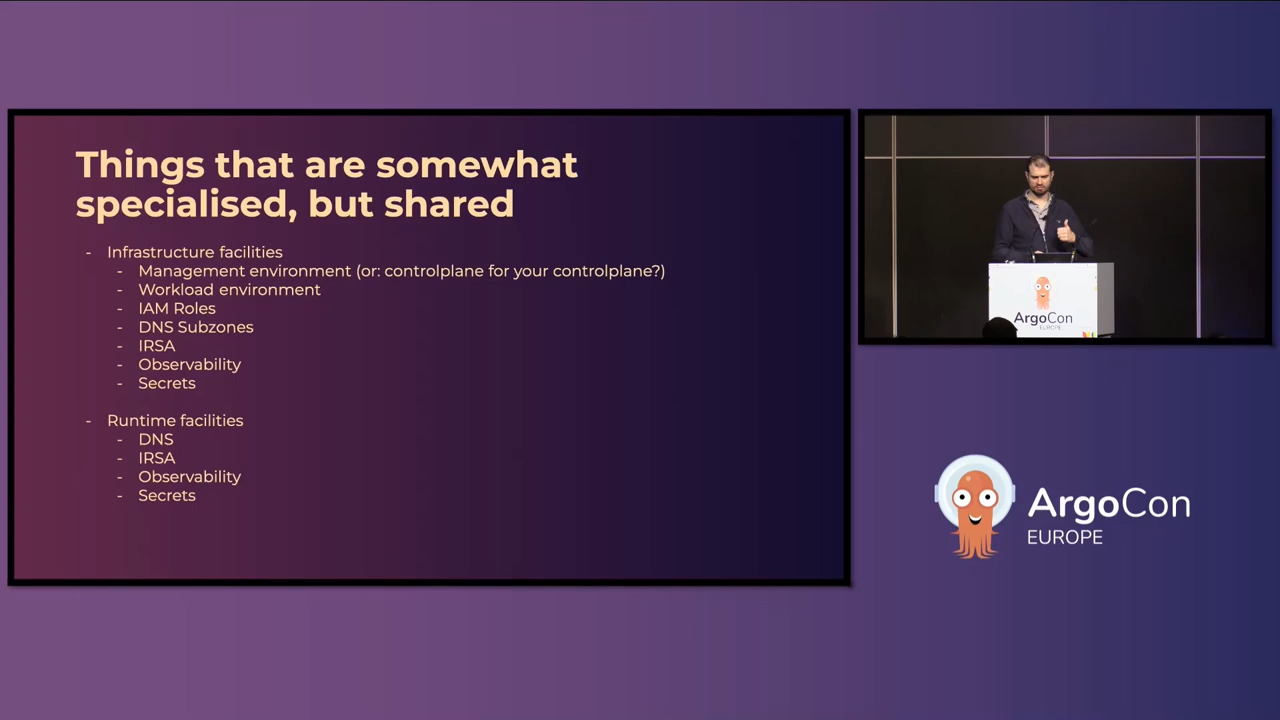 Things that are somewhat
specialised, but shared
- Infrastructure facilities
- Management environment (or: controlplane for your controlplane?)
- Workload environment
- IAM Roles
- DNS Subzones
- IRSA
- Observability
- Secrets
- Runtime facilities
- DNS
- IRSA
- Observability
- Secrets
ArgoCon
EUROPE
ArgoCon
EUROPE